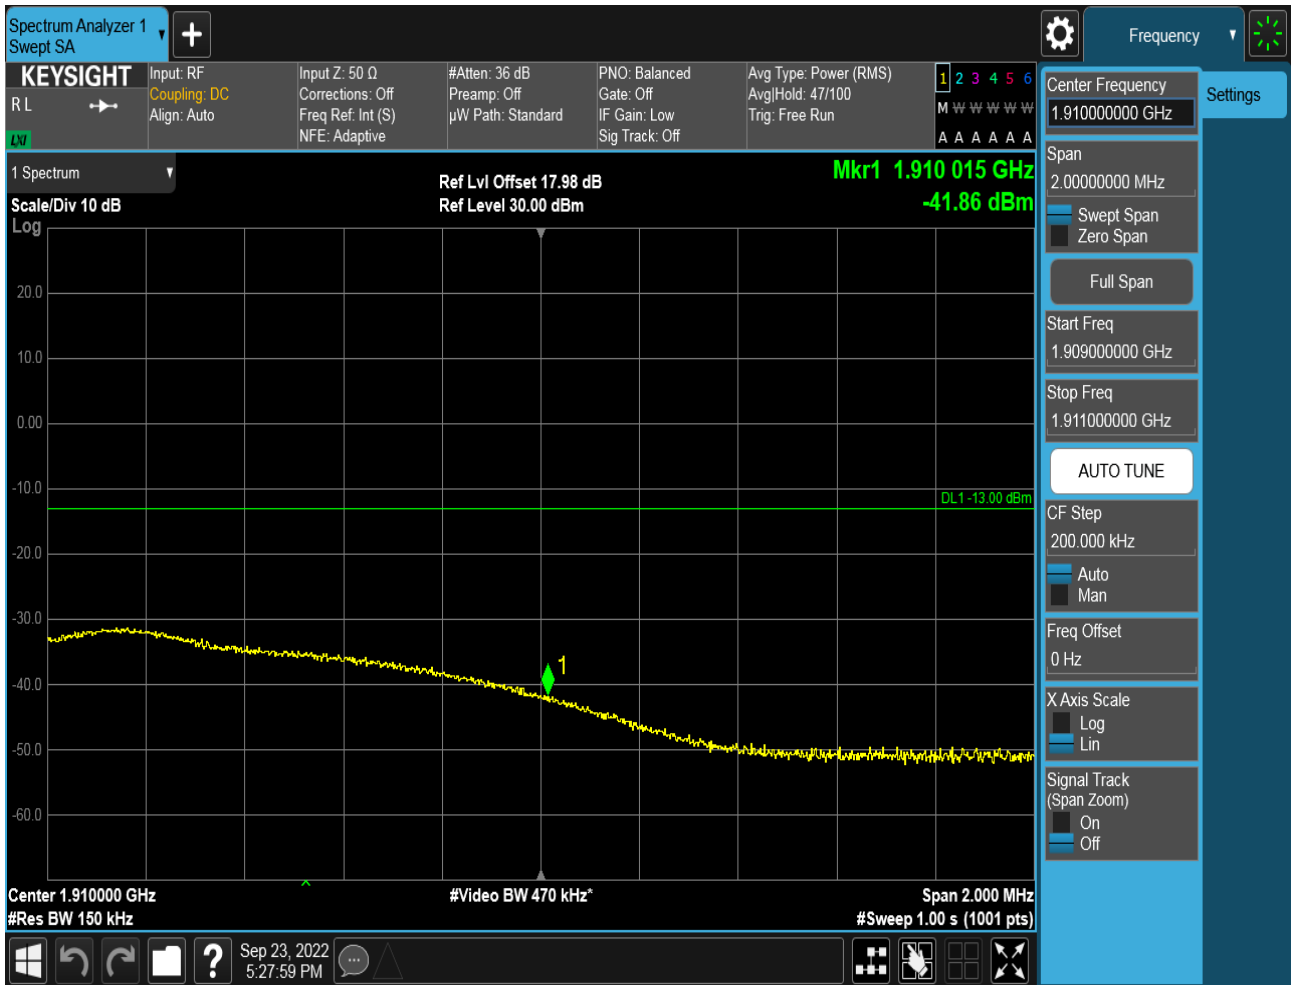 Spectrum Analyzer 1
Swept SA
Frequency
KEYSIGHT
R L
LXI
Input: RF
Coupling: DC
Align: Auto
Input Z: 50 Ω
Corrections: Off
Freq Ref: Int (S)
NFE: Adaptive
#Atten: 36 dB
Preamp: Off
µW Path: Standard
PNO: Balanced
Gate: Off
IF Gain: Low
Sig Track: Off
Avg Type: Power (RMS)
Avg|Hold: 47/100
Trig: Free Run
1 2 3 4 5 6
M W W W W W
A A A A A A
Center Frequency
1.910000000 GHz
Settings
Span
2.00000000 MHz
Swept Span
Zero Span
Full Span
Start Freq
1.909000000 GHz
Stop Freq
1.911000000 GHz
AUTO TUNE
CF Step
200.000 kHz
Auto
Man
Freq Offset
0 Hz
X Axis Scale
Log
Lin
Signal Track
(Span Zoom)
On
Off
1 Spectrum
Scale/Div 10 dB
Log
Ref Lvl Offset 17.98 dB
Ref Level 30.00 dBm
Mkr1 1.910 015 GHz
-41.86 dBm
20.0
10.0
0.00
-10.0
DL1 -13.00 dBm
-20.0
-30.0
1
-40.0
-50.0
-60.0
Center 1.910000 GHz
#Res BW 150 kHz
#Video BW 470 kHz*
Span 2.000 MHz
#Sweep 1.00 s (1001 pts)
?
Sep 23, 2022
5:27:59 PM